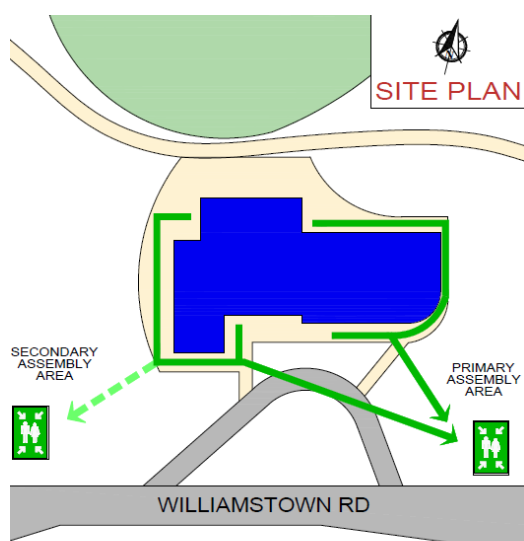 SITE PLAN
SECONDARY
ASSEMBLY
AREA
PRIMARY
ASSEMBLY
AREA
WILLIAMSTOWN RD